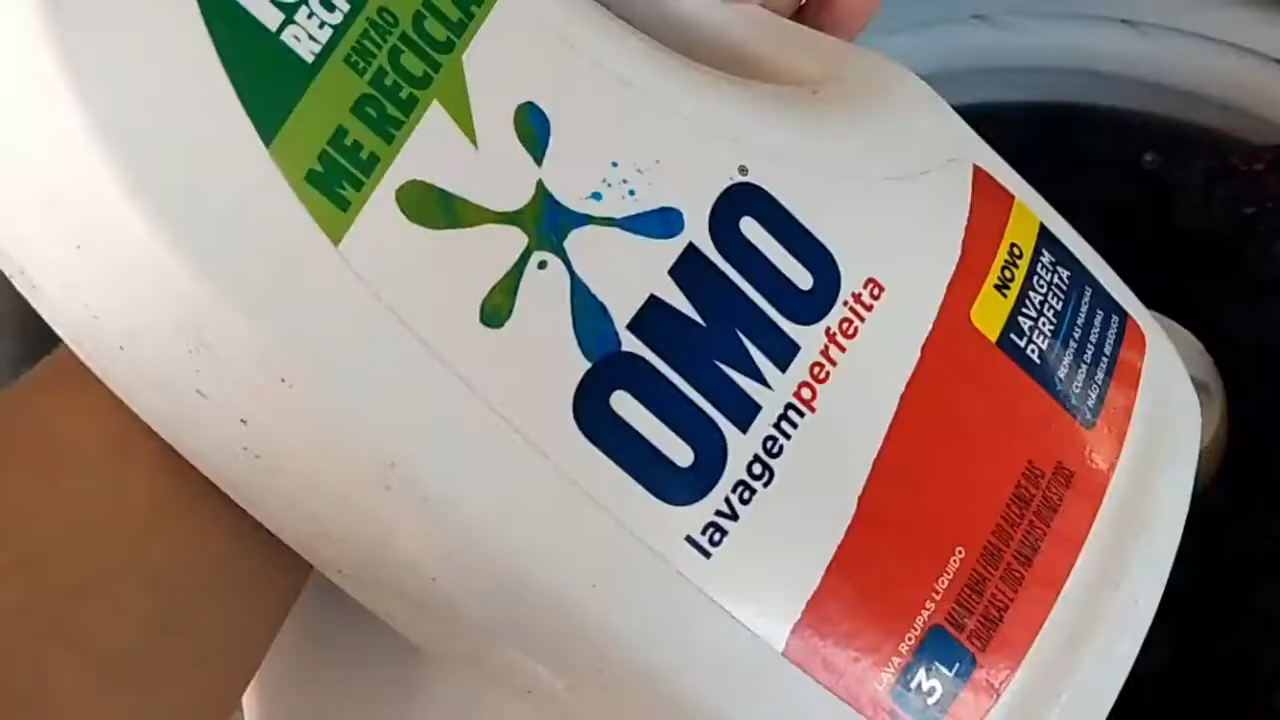 ENTÃO
ME RECICLA
®
OMO
lavagemperfeita
NOVO
LAVAGEM
PERFEITA
REMOVE AS MANCHAS
CUIDA DAS ROUPAS
NÃO DEIXA RESÍDUOS
MANTENHA FORA DO ALCANCE DAS
CRIANÇAS E DOS ANIMAIS DOMÉSTICOS.
LAVA ROUPAS LÍQUIDO
3L